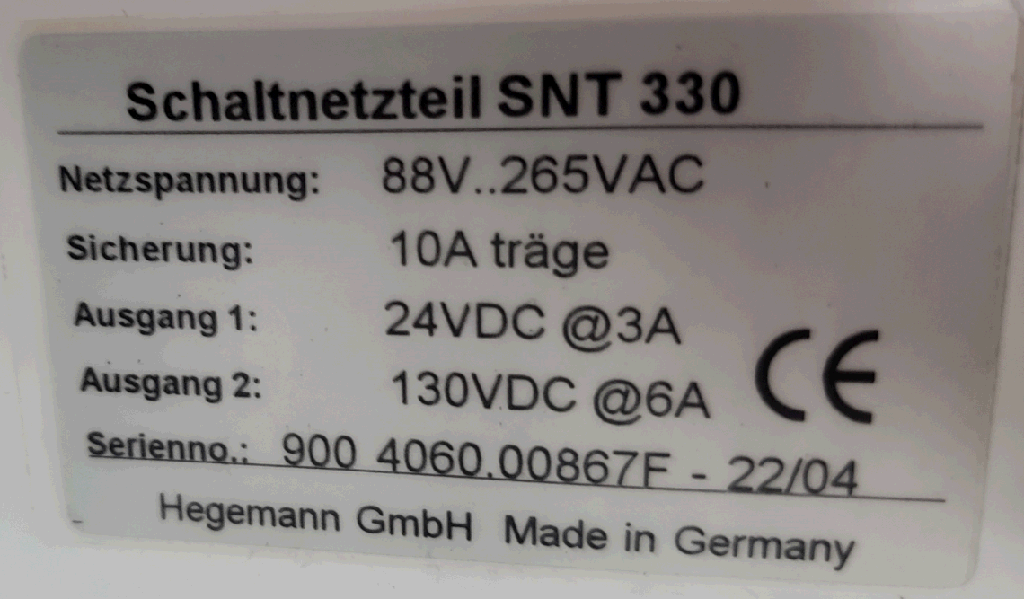 Schaltnetzteil SNT 330
Netzspannung: 88V..265VAC
Sicherung: 10A träge
Ausgang 1: 24VDC @3A
Ausgang 2: 130VDC @6A
CE
Serienno.: 900 4060.00867F - 22/04
Hegemann GmbH Made in Germany